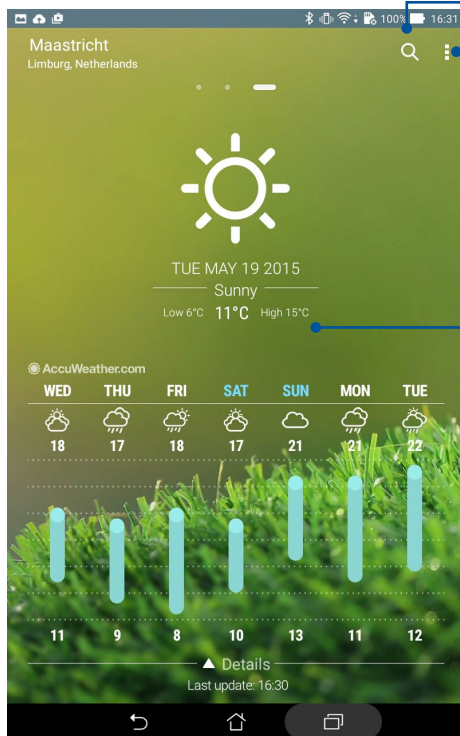 100% 16:31
Maastricht
Limburg, Netherlands
TUE MAY 19 2015
Sunny
Low 6°C 11°C High 15°C
AccuWeather.com
WED THU FRI SAT SUN MON TUE
18 17 18 17 21 21 22
11 9 8 10 13 11 12
Details
Last update: 16:30